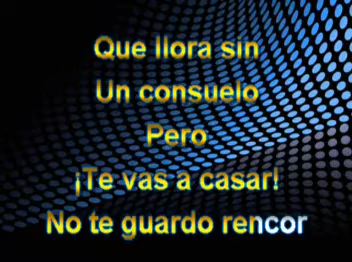 Que llora sin
Un consuelo
Pero
¡Te vas a casar!
No te guardo rencor